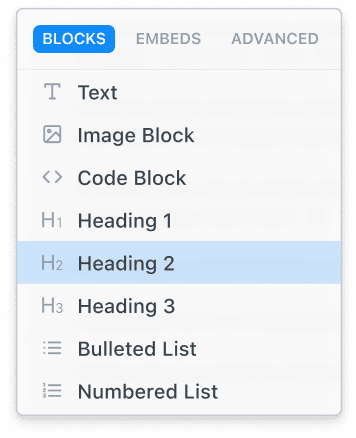 BLOCKS EMBEDS ADVANCED
Text
Image Block
Code Block
H1 Heading 1
H2 Heading 2
H3 Heading 3
Bulleted List
Numbered List